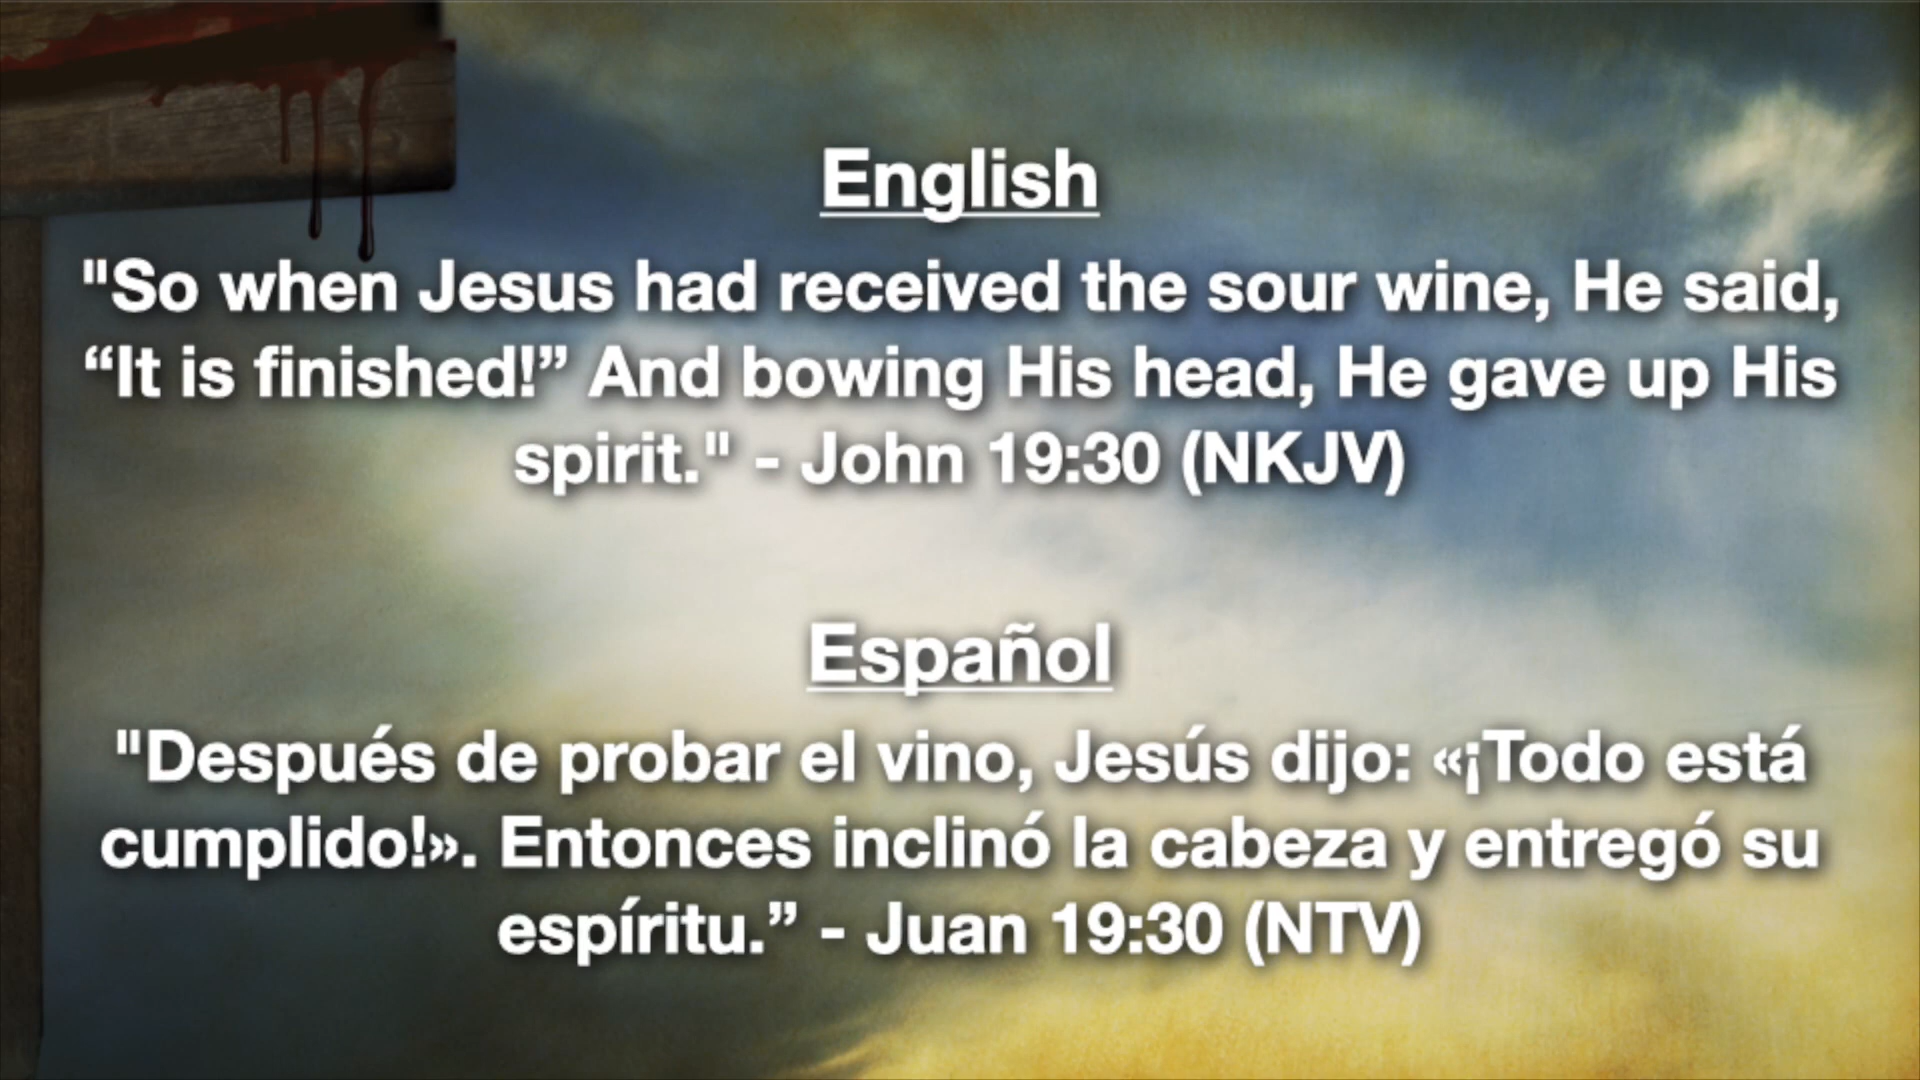 English
"So when Jesus had received the sour wine, He said,
“It is finished!” And bowing His head, He gave up His
spirit." - John 19:30 (NKJV)
Español
"Después de probar el vino, Jesús dijo: «¡Todo está
cumplido!». Entonces inclinó la cabeza y entregó su
espíritu.” - Juan 19:30 (NTV)